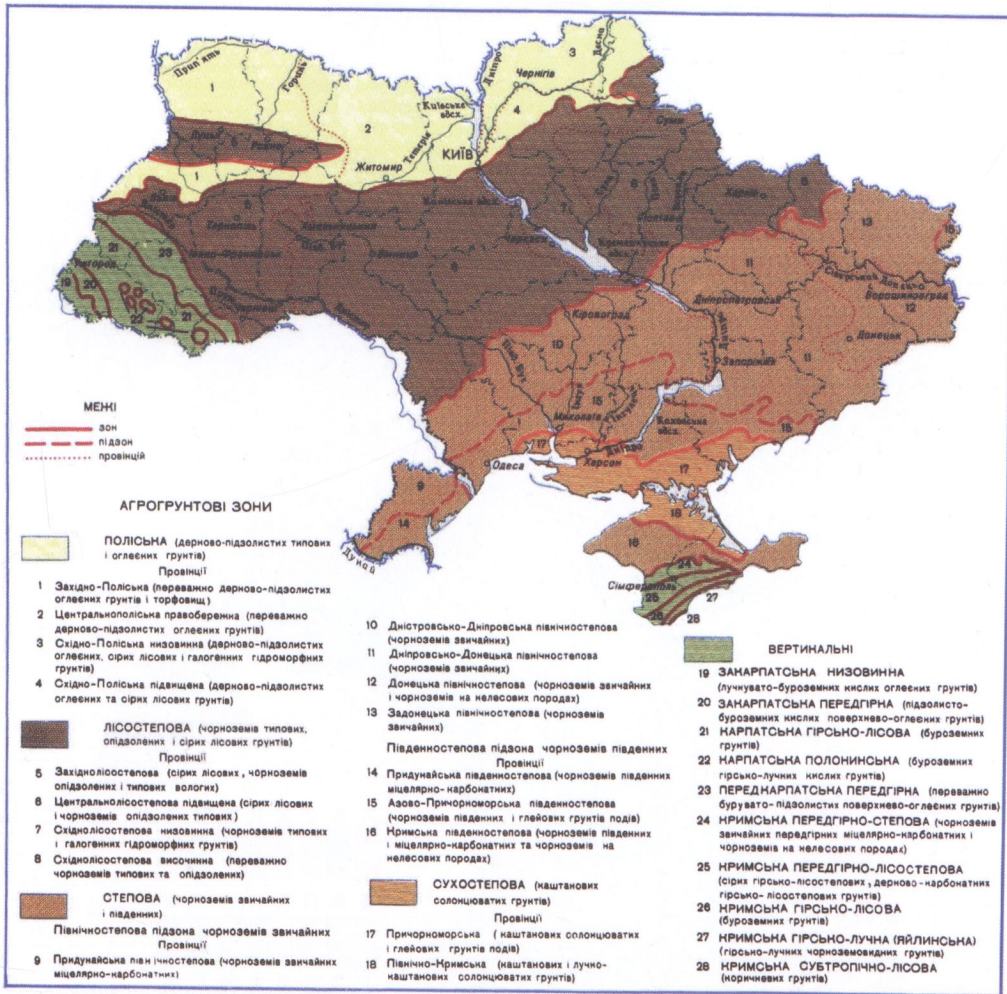 Прип'ять
Горинь
Дніпро
Десна
Чернігів
Київське
вдсх.
Тетерів
КИЇВ
Житомир
Суми
Харків
Полтава
Черкаси
Тернопіль
Вінниця
Ужгород
Кіровоград
Дніпропетровськ
Ворошиловград
Донецьк
Запоріжжя
Миколаїв
Каховське
вдсх.
Херсон
Дніпро
Одеса
Дунай
Сімферополь
МЕЖІ
зон
підзон
провінцій
АГРОГРУНТОВІ ЗОНИ
ПОЛІСЬКА (дерново-підзолистих типових
і оглеєних грунтів)
Провінції
1 Західно-Поліська (переважно дерново-підзолистих
оглеєних грунтів і торфовищ)
2 Центральнополіська правобережна (переважно
дерново-підзолистих оглеєних грунтів)
3 Східно-Поліська низовинна (дерново-підзолистих
оглеєних, сірих лісових і галогенних гідроморфних
грунтів)
4 Східно-Поліська підвищена (дерново-підзолистих
оглеєних та сірих лісових грунтів)
ЛІСОСТЕПОВА (чорноземів типових,
опідзолених і сірих лісових грунтів)
Провінції
5 Західнолісостепова (сірих лісових, чорноземів
опідзолених і типових вологих)
6 Центральнолісостепова підвищена (сірих лісових
і чорноземів опідзолених типових)
7 Східнолісостепова низовинна (чорноземів типових
і галогенних гідроморфних грунтів)
8 Східнолісостепова височинна (переважно
чорноземів типових та опідзолених)
СТЕПОВА (чорноземів звичайних
і південних)
Північностепова підзона чорноземів звичайних
Провінції
9 Придунайська північностепова (чорноземів звичайних
міцелярно-карбонатних)
10 Дністровсько-Дніпровська північностепова
(чорноземів звичайних)
11 Дніпровсько-Донецька північностепова
(чорноземів звичайних)
12 Донецька північностепова (чорноземів звичайних
і чорноземів на нелесових породах)
13 Задонецька північностепова (чорноземів
звичайних)
Південностепова підзона чорноземів південних
Провінції
14 Придунайська південностепова (чорноземів південних
міцелярно-карбонатних)
15 Азово-Причорноморська південностепова
(чорноземів південних і глейових грунтів подів)
16 Кримська південностепова (чорноземів південних
і міцелярно-карбонатних та чорноземів на
нелесових породах)
СУХОСТЕПОВА (каштанових
солонцюватих грунтів)
Провінції
17 Причорноморська (каштанових солонцюватих
і глейових грунтів подів)
18 Північно-Кримська (каштанових і лучно-
каштанових солонцюватих грунтів)
ВЕРТИКАЛЬНІ
19 ЗАКАРПАТСЬКА НИЗОВИННА
(лучнувато-буроземних кислих оглеєних грунтів)
20 ЗАКАРПАТСЬКА ПЕРЕДГІРНА (підзолисто-
буроземних кислих поверхнево-оглеєних грунтів)
21 КАРПАТСЬКА ГІРСЬКО-ЛІСОВА (буроземних
грунтів)
22 КАРПАТСЬКА ПОЛОНИНСЬКА (буроземних
гірсько-лучних кислих грунтів)
23 ПЕРЕДКАРПАТСЬКА ПЕРЕДГІРНА (переважно
бурувато-підзолистих поверхнево-оглеєних грунтів)
24 КРИМСЬКА ПЕРЕДГІРНО-СТЕПОВА (чорноземів
звичайних передгірних міцелярно-карбонатних і
чорноземів на нелесових породах)
25 КРИМСЬКА ПЕРЕДГІРНО-ЛІСОСТЕПОВА
(сірих гірсько-лісостепових, дерново-карбонатних
гірсько-лісостепових грунтів)
26 КРИМСЬКА ГІРСЬКО-ЛІСОВА
(буроземних грунтів)
27 КРИМСЬКА ГІРСЬКО-ЛУЧНА (ЯЙЛИНСЬКА)
(гірсько-лучних чорноземовидних грунтів)
28 КРИМСЬКА СУБТРОПІЧНО-ЛІСОВА
(коричневих грунтів)